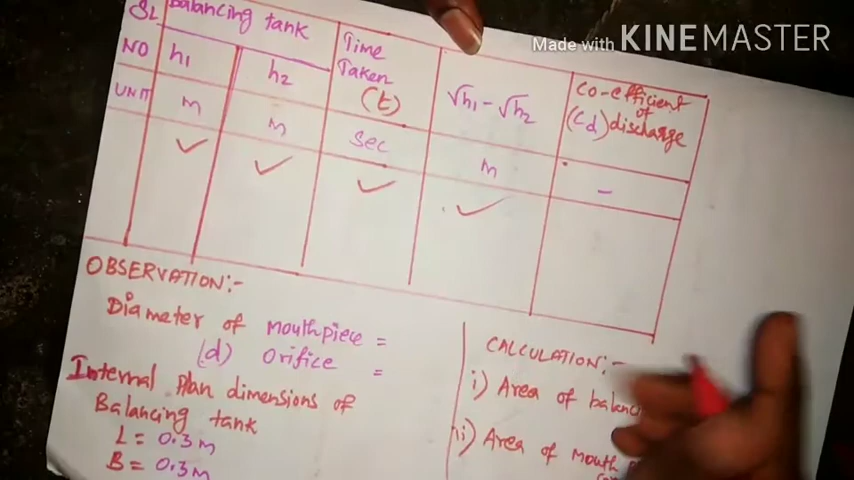 Made with KINEMASTER
SL NO
Balancing tank
Time Taken (t)
√h₁ - √h₂
Co-efficient of (Cd) discharge
h₁
h₂
UNIT
m
m
Sec
m
-
✓ ✓ ✓ ✓
OBSERVATION:-
Diameter of mouthpiece =
(d) Orifice =
Internal plan dimensions of
Balancing tank
L = 0.3m
B = 0.3m
CALCULATION:-
i) Area of
ii) Area of mouth